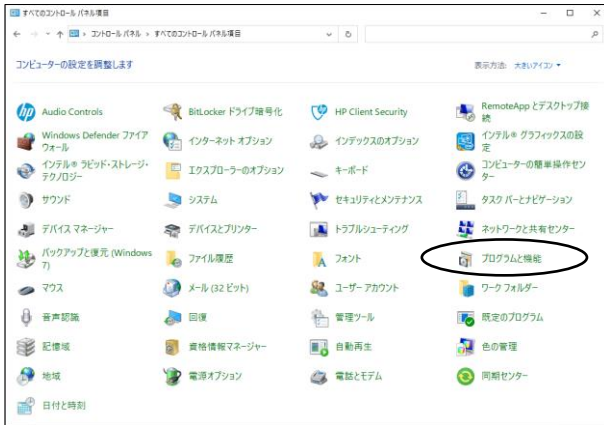 すべてのコントロール パネル項目
コントロール パネル
すべてのコントロール パネル項目
コンピューターの設定を調整します
表示方法: 大きいアイコン
hp
Audio Controls
BitLocker ドライブ暗号化
HP Client Security
RemoteApp とデスクトップ接
続
Windows Defender ファイア
ウォール
インターネット オプション
インデックスのオプション
インテル® グラフィックスの設
定
インテル® ラピッド・ストレージ・
テクノロジー
エクスプローラーのオプション
キーボード
コンピューターの簡単操作セン
ター
サウンド
システム
セキュリティとメンテナンス
タスク バーとナビゲーション
デバイス マネージャー
デバイスとプリンター
トラブルシューティング
ネットワークと共有センター
バックアップと復元 (Windows
7)
ファイル履歴
フォント
プログラムと機能
マウス
メール (32 ビット)
ユーザー アカウント
ワーク フォルダー
音声認識
回復
管理ツール
既定のプログラム
記憶域
資格情報マネージャー
自動再生
色の管理
地域
電源オプション
電話とモデム
同期センター
日付と時刻